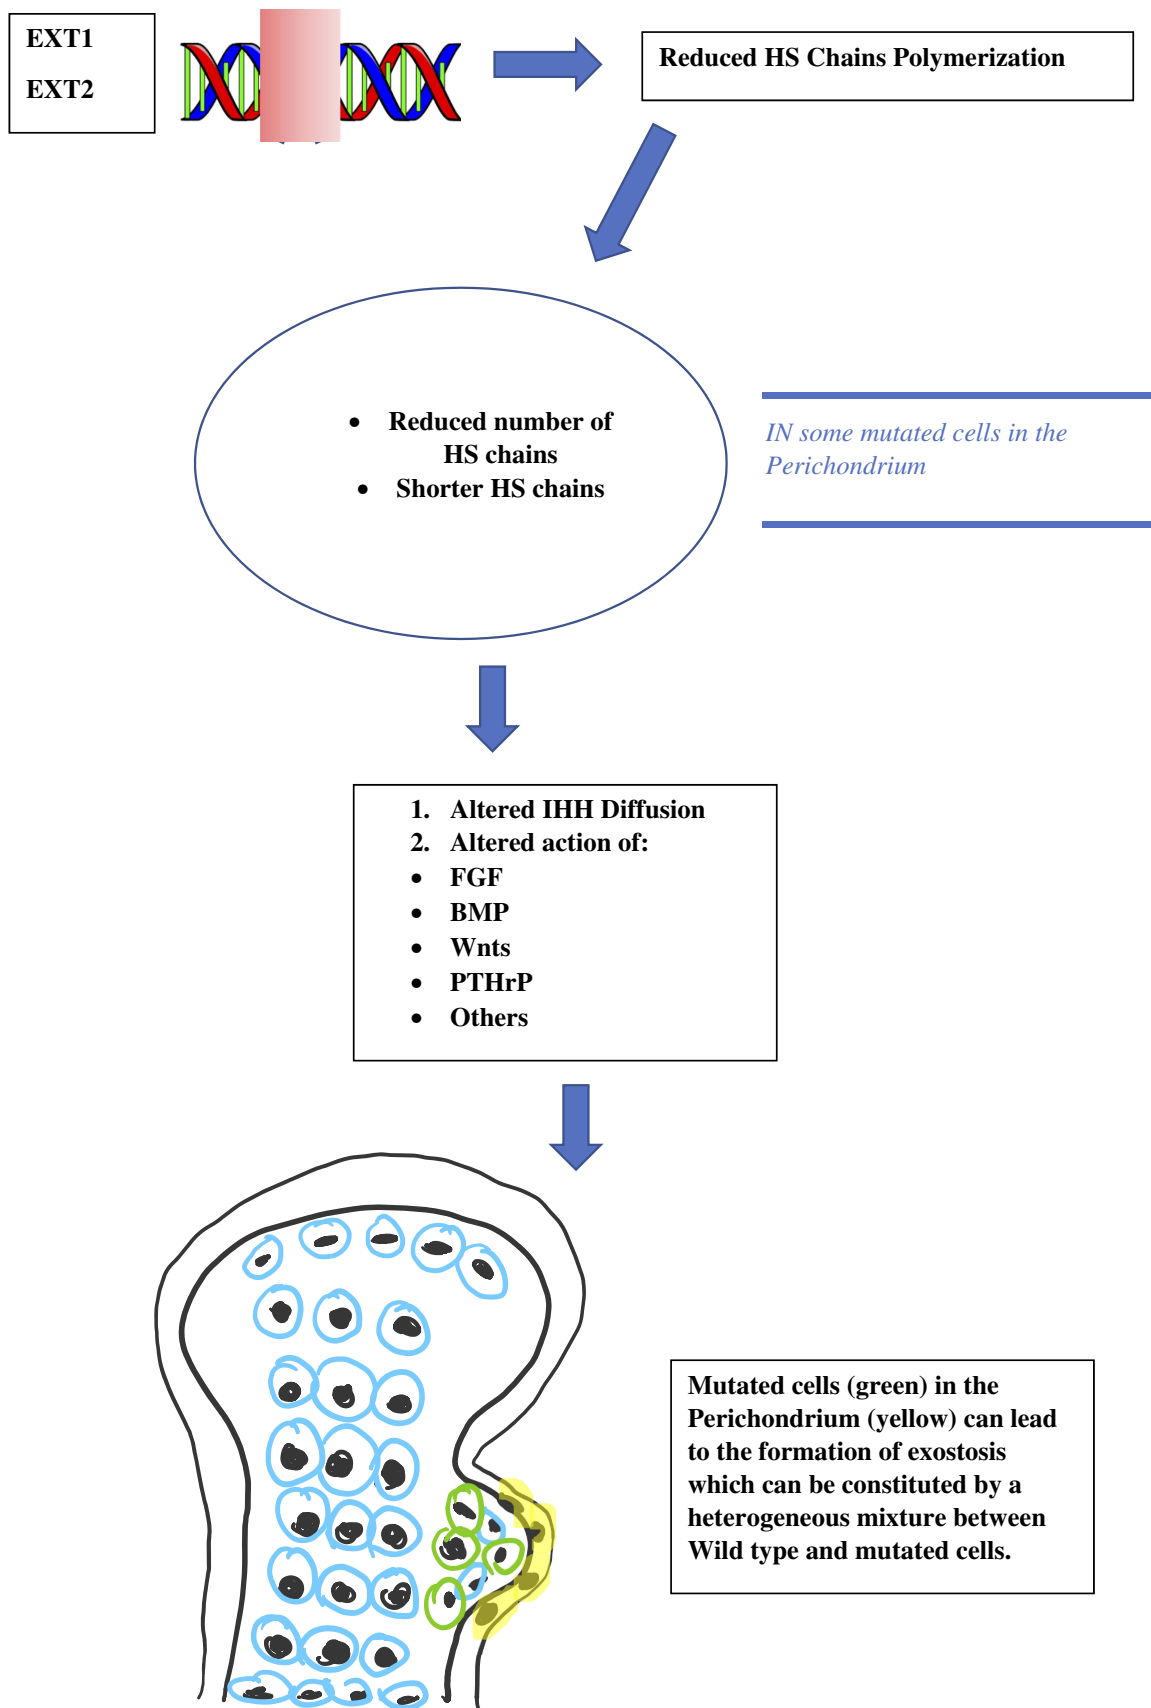 EXT1
EXT2
Reduced HS Chains Polymerization
• Reduced number of
HS chains
• Shorter HS chains
IN some mutated cells in the
Perichondrium
1. Altered IHH Diffusion
2. Altered action of:
• FGF
• BMP
• Wnts
• PTHrP
• Others
Mutated cells (green) in the
Perichondrium (yellow) can lead
to the formation of exostosis
which can be constituted by a
heterogeneous mixture between
Wild type and mutated cells.